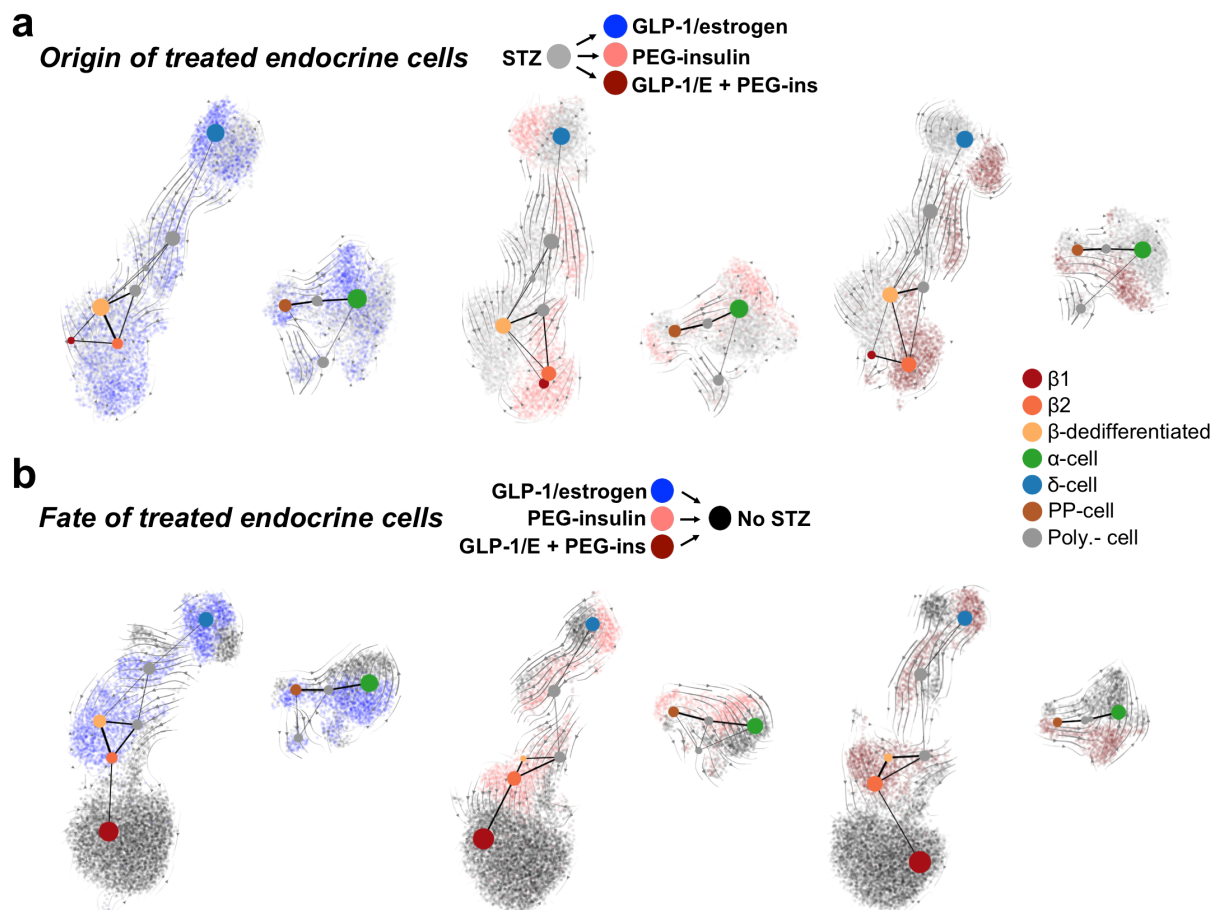 a
Origin of treated endocrine cells
STZ
GLP-1/estrogen
PEG-insulin
GLP-1/E + PEG-ins
β1
β2
β-dedifferentiated
α-cell
δ-cell
PP-cell
Poly.- cell
b
Fate of treated endocrine cells
GLP-1/estrogen
PEG-insulin
GLP-1/E + PEG-ins
No STZ